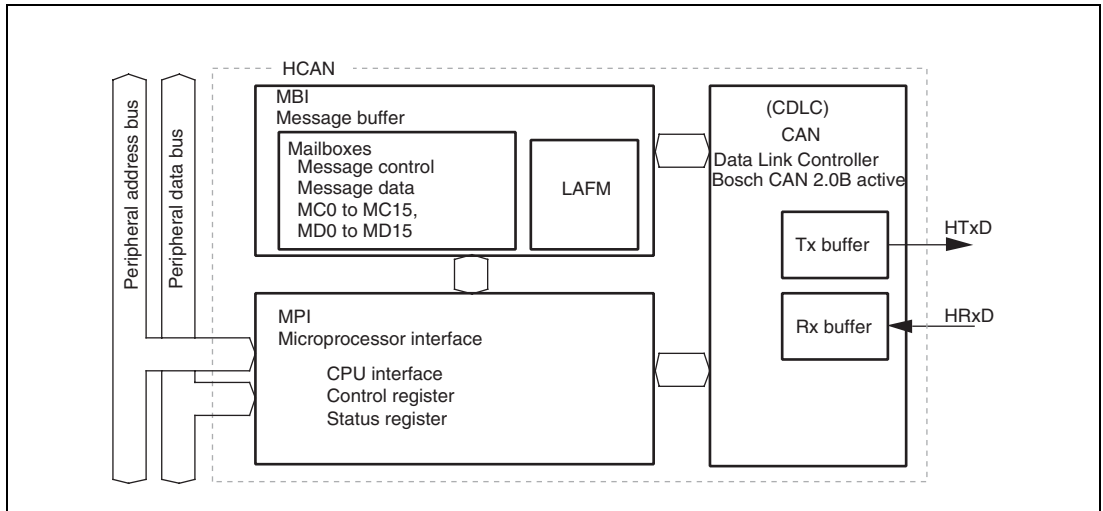 Peripheral address bus
Peripheral data bus
HCAN
MBI
Message buffer
Mailboxes
Message control
Message data
MC0 to MC15,
MD0 to MD15
LAFM
MPI
Microprocessor interface
CPU interface
Control register
Status register
(CDLC)
CAN
Data Link Controller
Bosch CAN 2.0B active
Tx buffer
HTxD
Rx buffer
HRxD